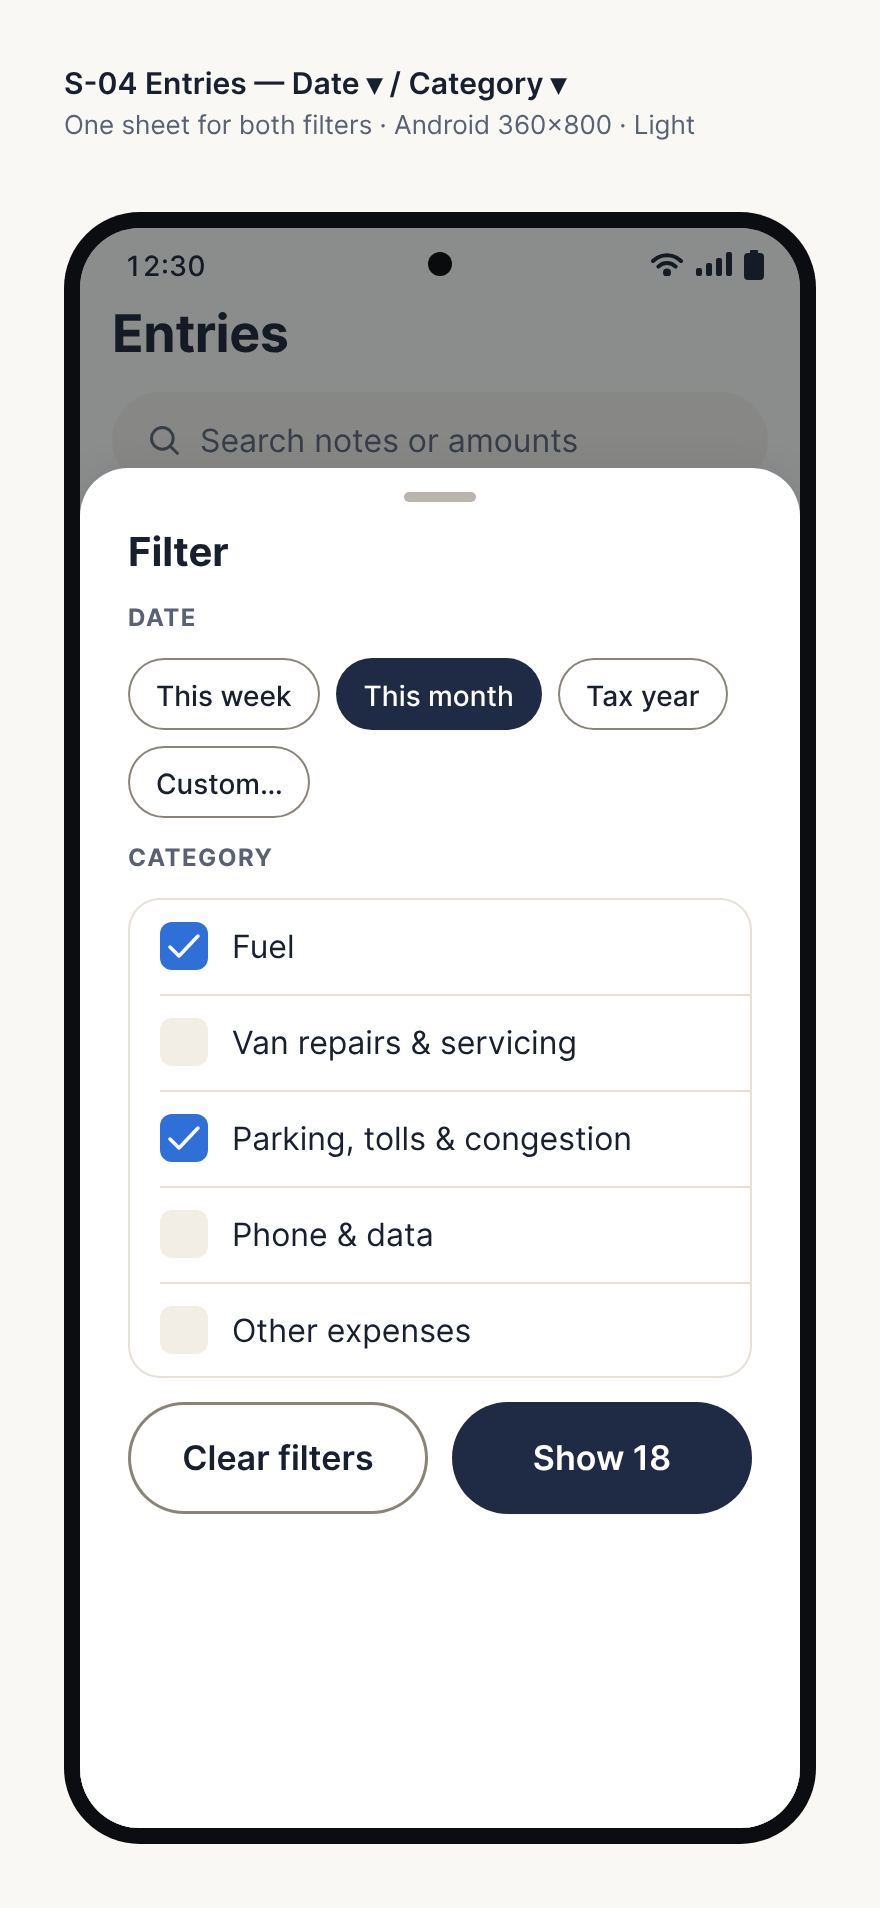 S-04 Entries — Date ▾ / Category ▾
One sheet for both filters · Android 360×800 · Light
12:30
Entries
Search notes or amounts
Filter
DATE
This week
This month
Tax year
Custom...
CATEGORY
Fuel
Van repairs & servicing
Parking, tolls & congestion
Phone & data
Other expenses
Clear filters
Show 18